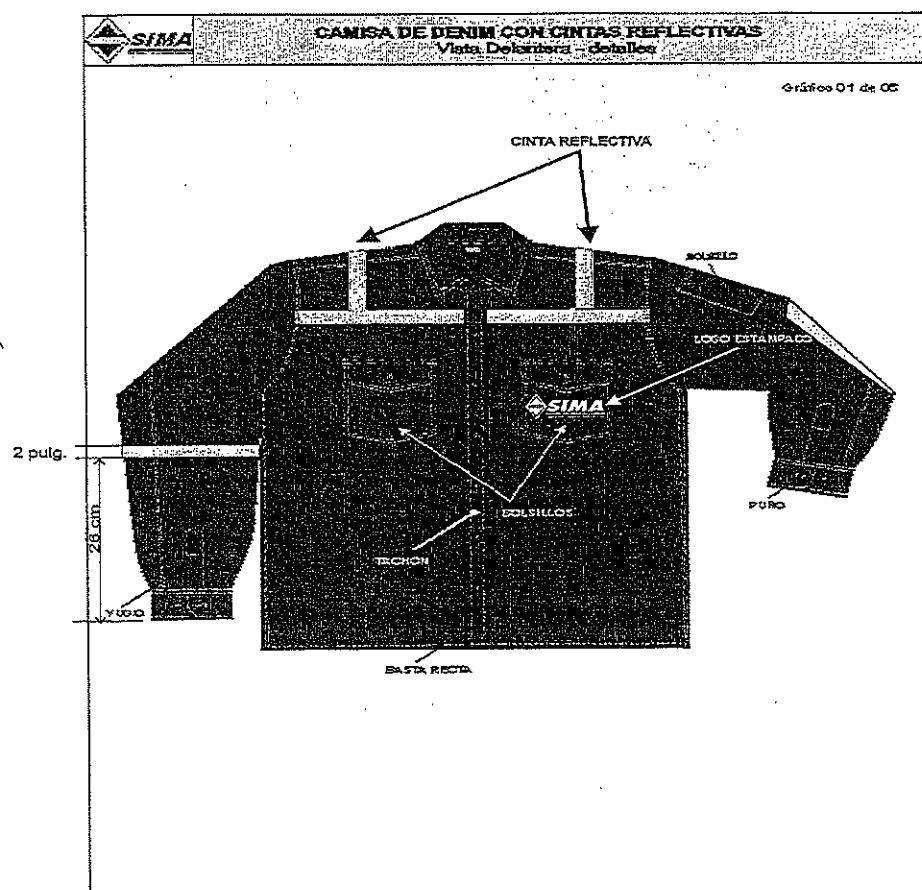 SIMA
CAMISA DE DENIM CON CINTAS REFLECTIVAS
Vista Delantera - detalles
Gráfico 01 de 05
CINTA REFLECTIVA
BOLSILLO
LOGO ESTAMPADO
SIMA
2 pulg.
BOLSILLOS
PUÑO
26 cm
TACHON
YUGO
BASTA RECTA